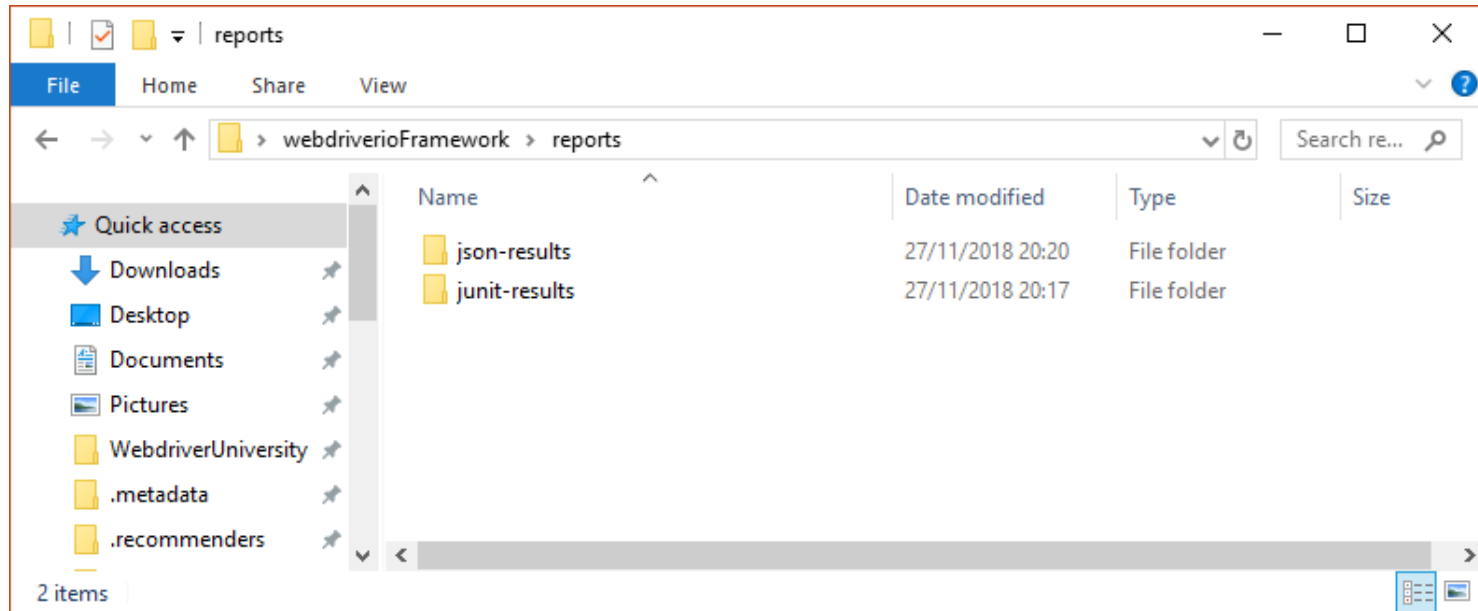 reports
File Home Share View
webdriverioFramework > reports
Search re...
Name Date modified Type Size
Quick access
Downloads
Desktop
Documents
Pictures
WebdriverUniversity
.metadata
.recommenders
json-results 27/11/2018 20:20 File folder
junit-results 27/11/2018 20:17 File folder
2 items